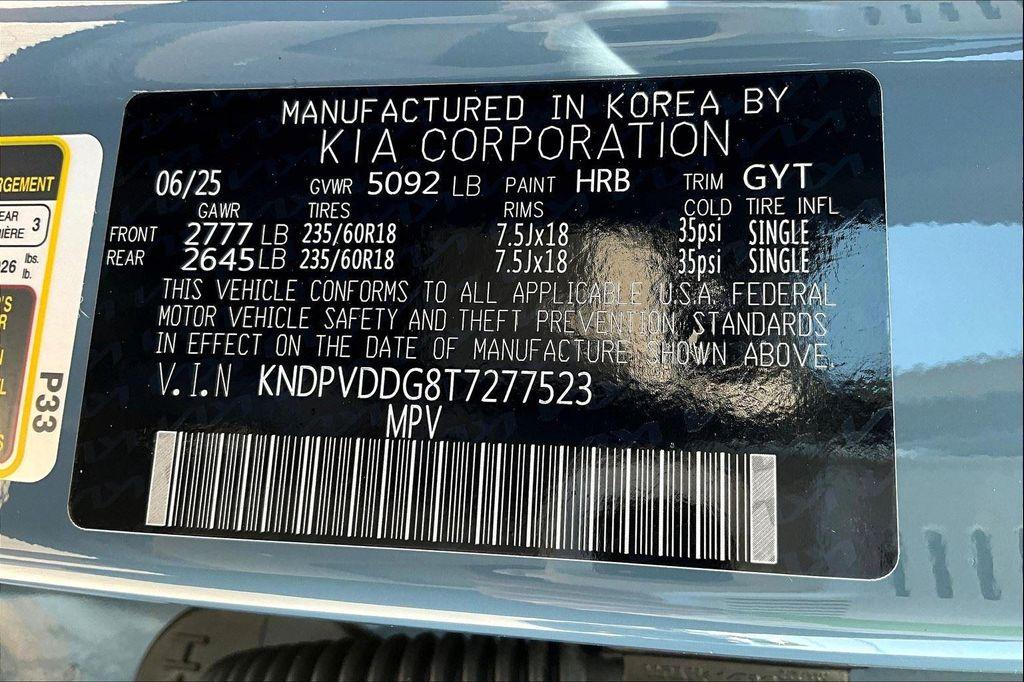 MANUFACTURED IN KOREA BY
KIA CORPORATION
06/25 GVWR 5092 LB PAINT HRB TRIM GYT
GAWR TIRES RIMS COLD TIRE INFL
FRONT 2777 LB 235/60R18 7.5Jx18 35psi SINGLE
REAR 2645 LB 235/60R18 7.5Jx18 35psi SINGLE
THIS VEHICLE CONFORMS TO ALL APPLICABLE U.S.A. FEDERAL
MOTOR VEHICLE SAFETY AND THEFT PREVENTION STANDARDS
IN EFFECT ON THE DATE OF MANUFACTURE SHOWN ABOVE.
V.I.N KNDPVDDG8T7277523
MPV
3
lbs.
lb.
P33